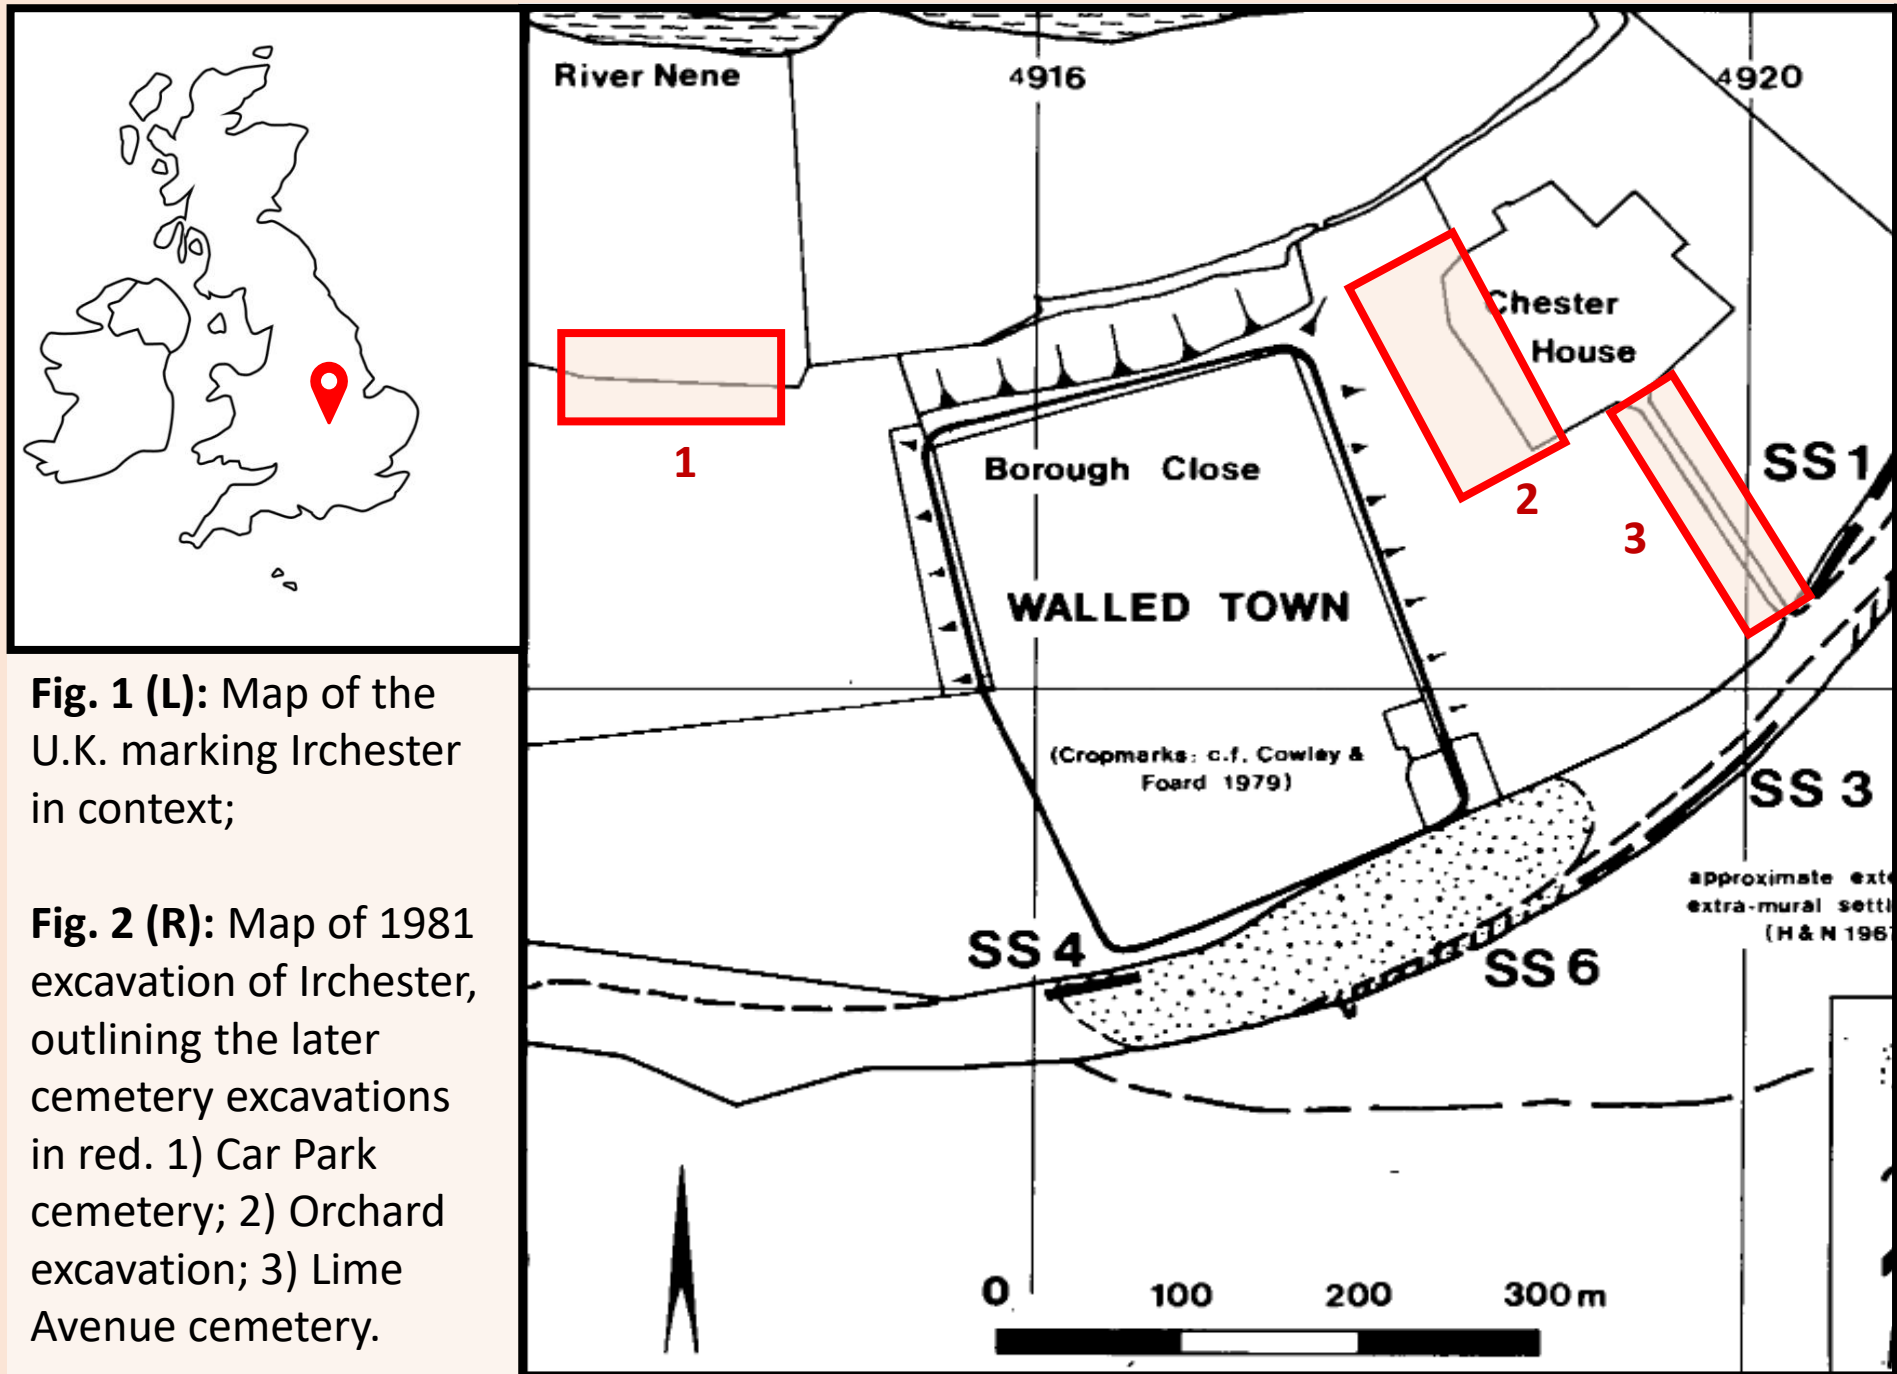 Fig. 1 (L): Map of the
U.K. marking Irchester
in context;
Fig. 2 (R): Map of 1981
excavation of Irchester,
outlining the later
cemetery excavations
in red. 1) Car Park
cemetery; 2) Orchard
excavation; 3) Lime
Avenue cemetery.
River Nene
4916
4920
Chester
House
1
Borough Close
2
SS 1
3
WALLED TOWN
(Cropmarks: c.f. Cowley &
Foard 1979)
SS 3
approximate
extra-mural
(H & N
SS 4
SS 6
0 100 200 300 m